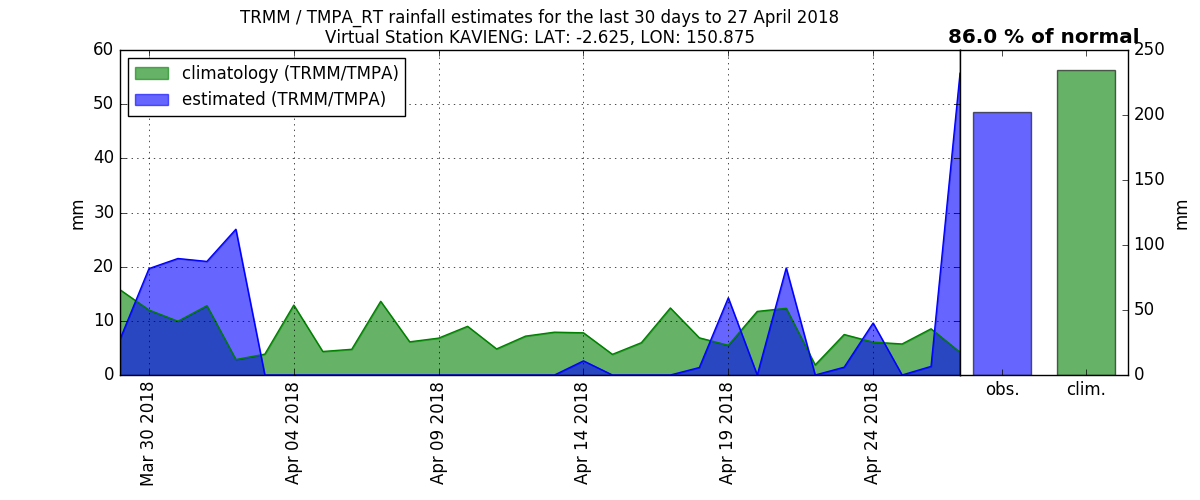 TRMM / TMPA_RT rainfall estimates for the last 30 days to 27 April 2018
Virtual Station KAVIENG: LAT: -2.625, LON: 150.875
86.0 % of normal
climatology (TRMM/TMPA)
estimated (TRMM/TMPA)
60
50
40
30
20
10
0
mm
Mar 30 2018
Apr 04 2018
Apr 09 2018
Apr 14 2018
Apr 19 2018
Apr 24 2018
250
200
150
100
50
0
mm
obs.
clim.